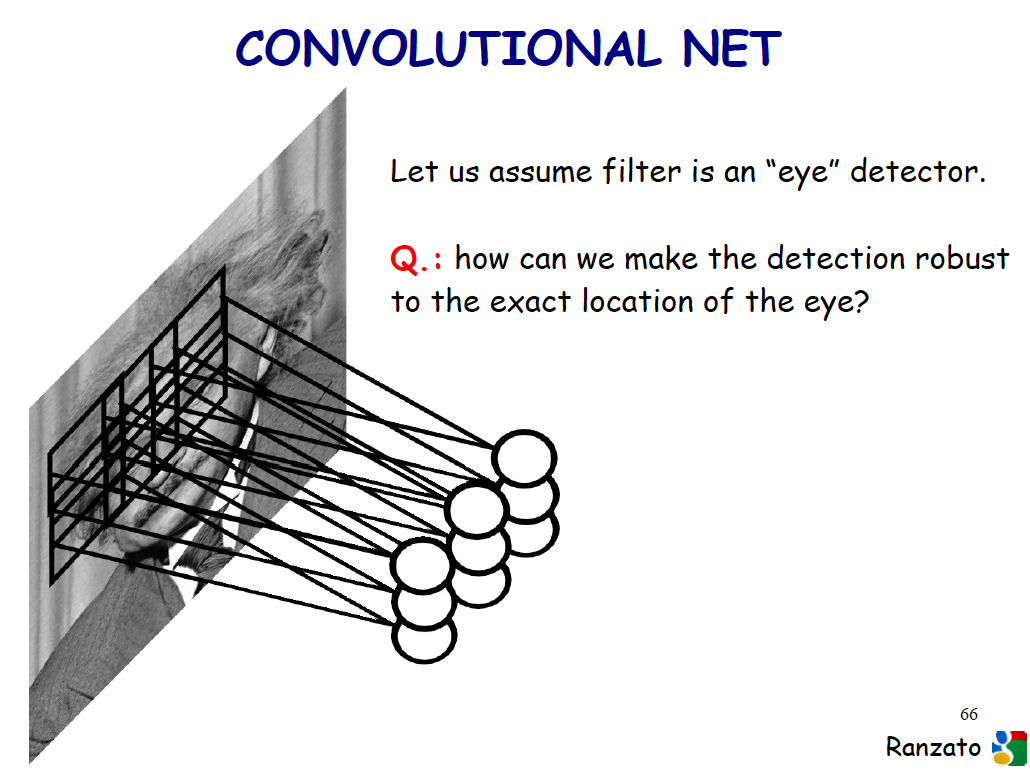 CONVOLUTIONAL NET
Let us assume filter is an “eye” detector.
Q.: how can we make the detection robust
to the exact location of the eye?
66
Ranzato